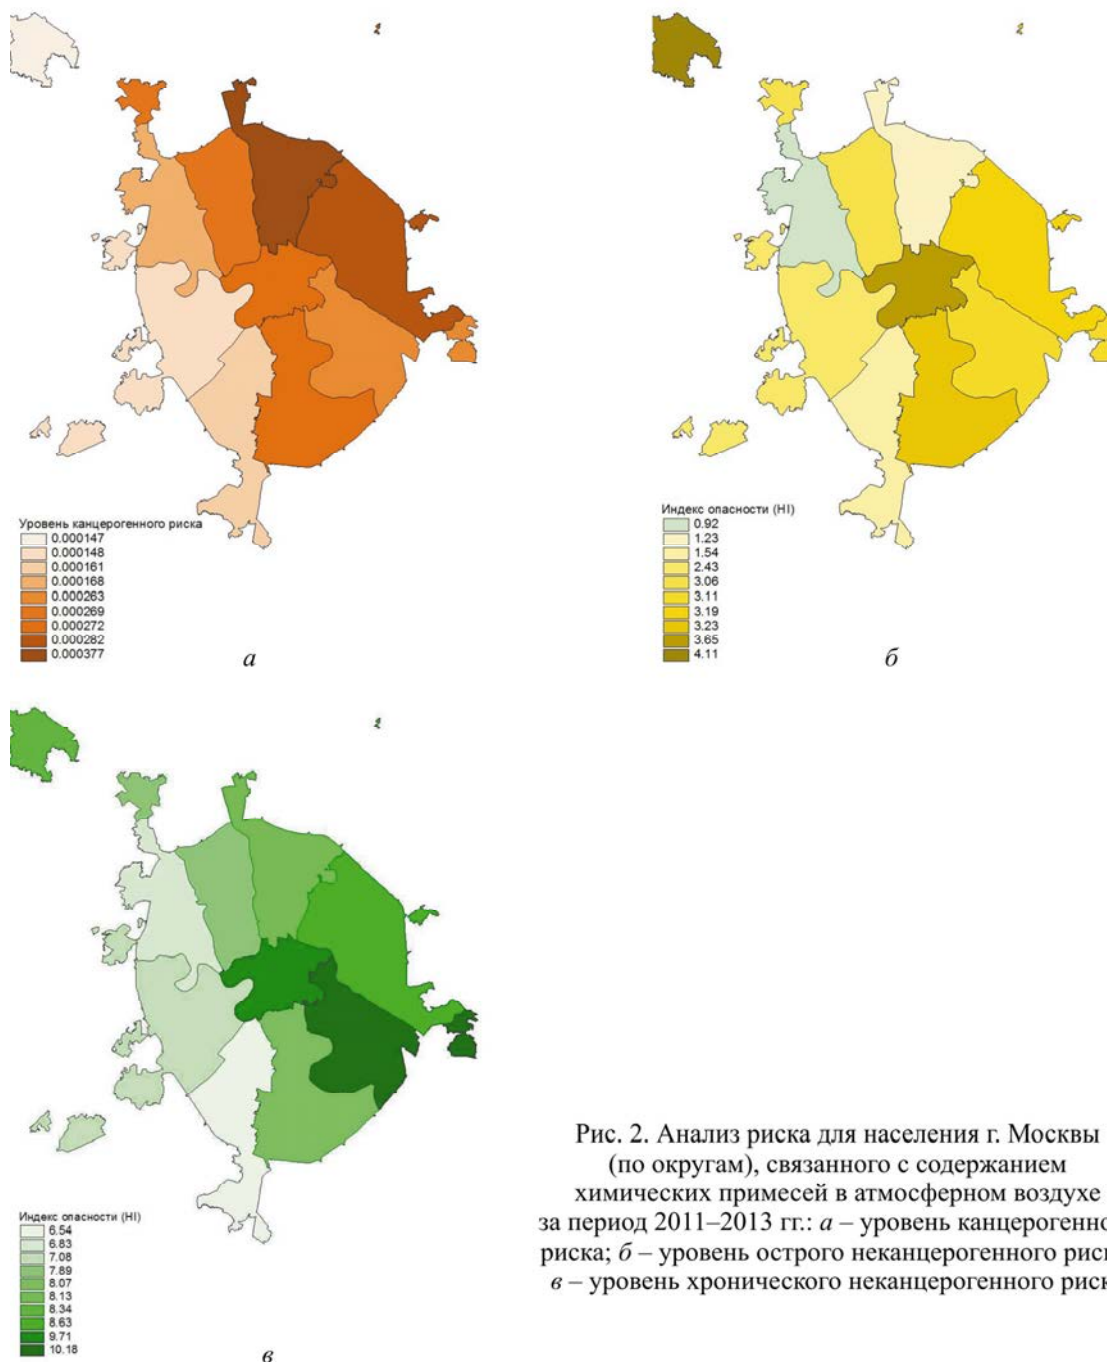 Уровень канцерогенного риска
0.000147
0.000148
0.000161
0.000168
0.000263
0.000269
0.000272
0.000282
0.000377
а
Индекс опасности (HI)
0.92
1.23
1.54
2.43
3.06
3.11
3.19
3.23
3.65
4.11
б
Индекс опасности (HI)
6.54
6.83
7.08
7.89
8.07
8.13
8.34
8.63
9.71
10.18
в
Рис. 2. Анализ риска для населения г. Москвы
(по округам), связанного с содержанием
химических примесей в атмосферном воздухе
за период 2011–2013 гг.: а – уровень канцерогенно
риска; б – уровень острого неканцерогенного рис
в – уровень хронического неканцерогенного риск